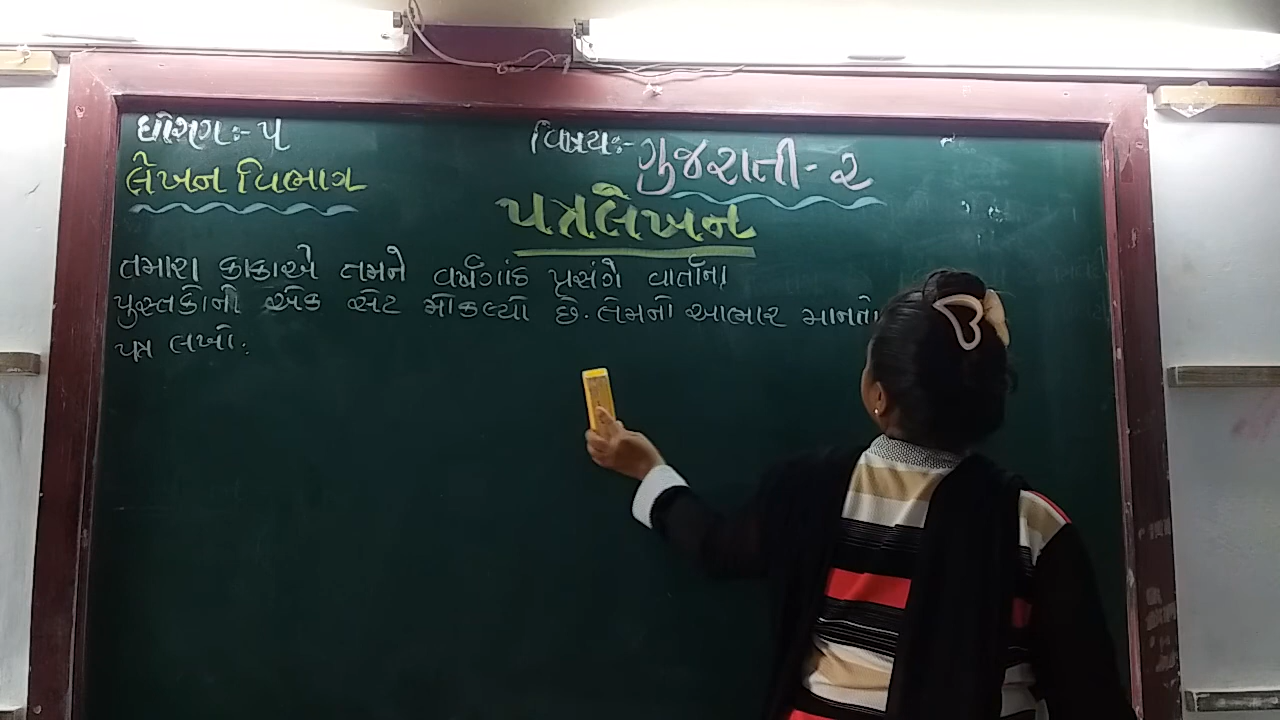 ધોરણ:- ૫
વિષય:- ગુજરાતી - ૨
લેખન વિભાગ
પત્રલેખન
તમારા કાકાએ તમને વર્ષગાંઠ પ્રસંગે વાર્તાના
પુસ્તકોનો એક સેટ મોકલ્યો છે. તેમનો આભાર માનતો
પત્ર લખો.